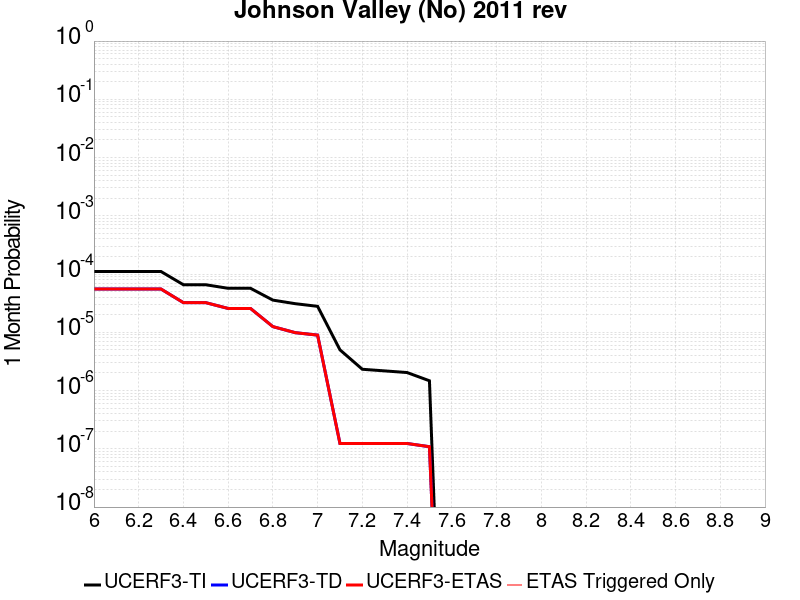 Johnson Valley (No) 2011 rev
1 Month Probability
10^0
10^-1
10^-2
10^-3
10^-4
10^-5
10^-6
10^-7
10^-8
6 6.2 6.4 6.6 6.8 7 7.2 7.4 7.6 7.8 8 8.2 8.4 8.6 8.8 9
Magnitude
UCERF3-TI UCERF3-TD UCERF3-ETAS ETAS Triggered Only